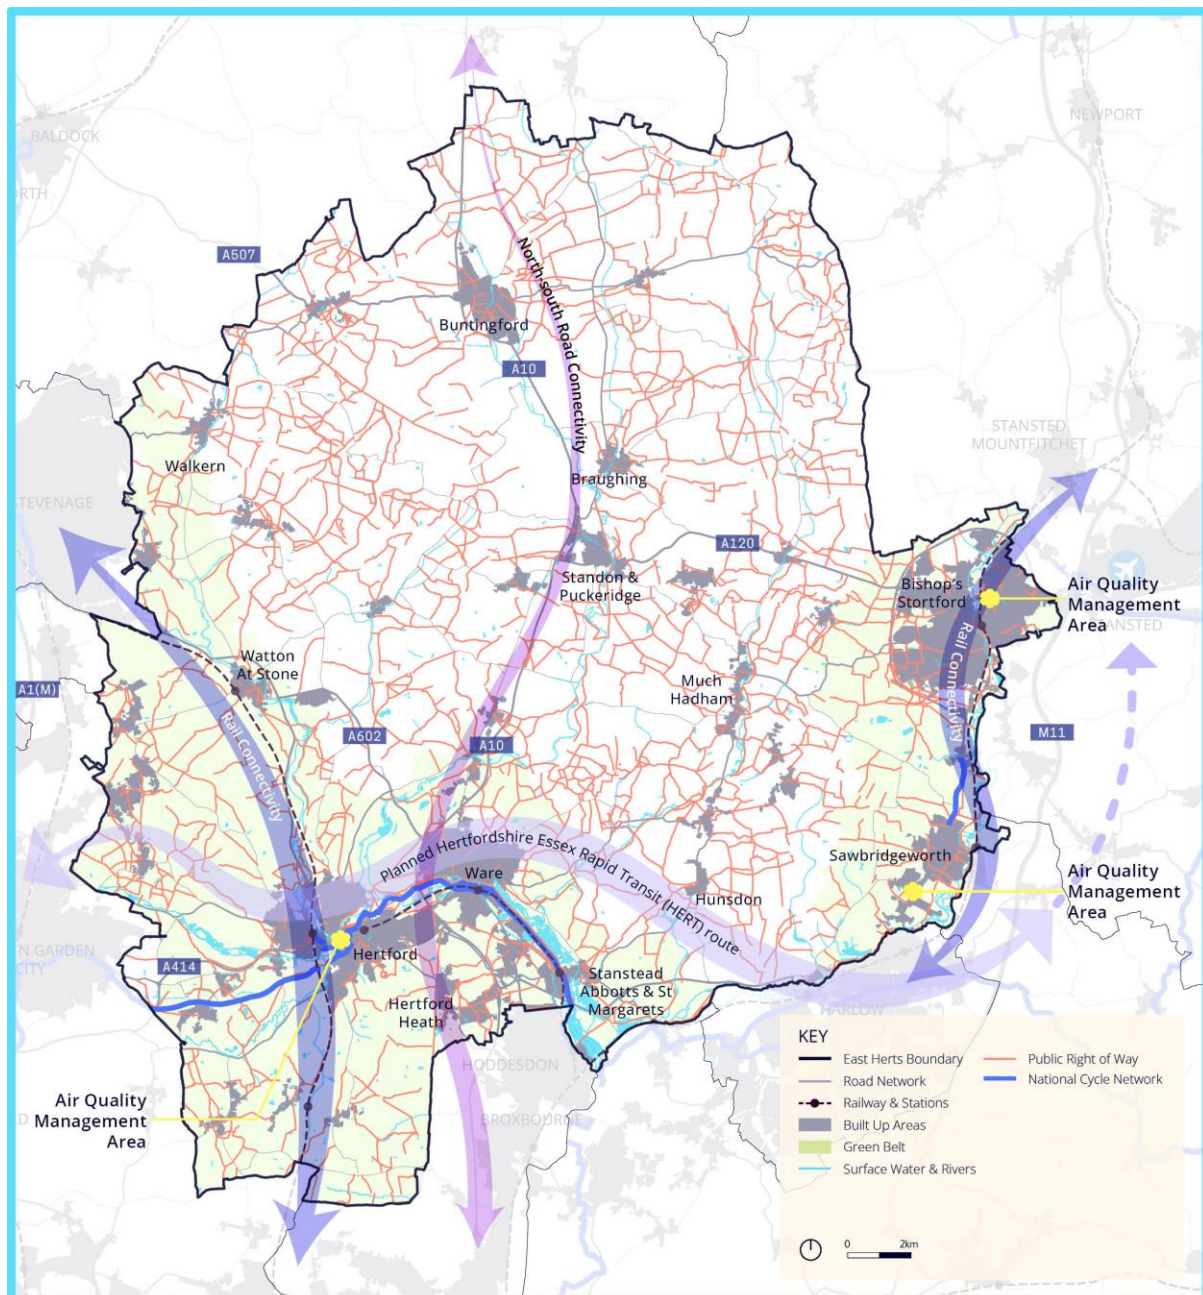 BALDOCK
NEWPORT
ORTH
A507
North-south Road Connectivity
Buntingford
A10
STANSTED
MOUNTFITCHET
Walkern
Braughing
STEVENAGE
A120
Standon &
Puckeridge
Bishop's
Stortford
Air Quality
Management
Area
STANSTED
Rail Connectivity
Watton
At Stone
Much
Hadham
A1(M)
Rail Connectivity
A602
A10
M11
Planned Hertfordshire Essex Rapid Transit (HERT) route
Sawbridgeworth
Ware
Hunsdon
Air Quality
Management
Area
N GARDEN
CITY
A414
Hertford
Stanstead
Abbotts & St
Margarets
Hertford
Heath
HARLOW
HODDESDON
BROXBOURNE
D
Air Quality
Management
Area
KEY
East Herts Boundary
Road Network
Railway & Stations
Built Up Areas
Green Belt
Surface Water & Rivers
Public Right of Way
National Cycle Network
0 2km